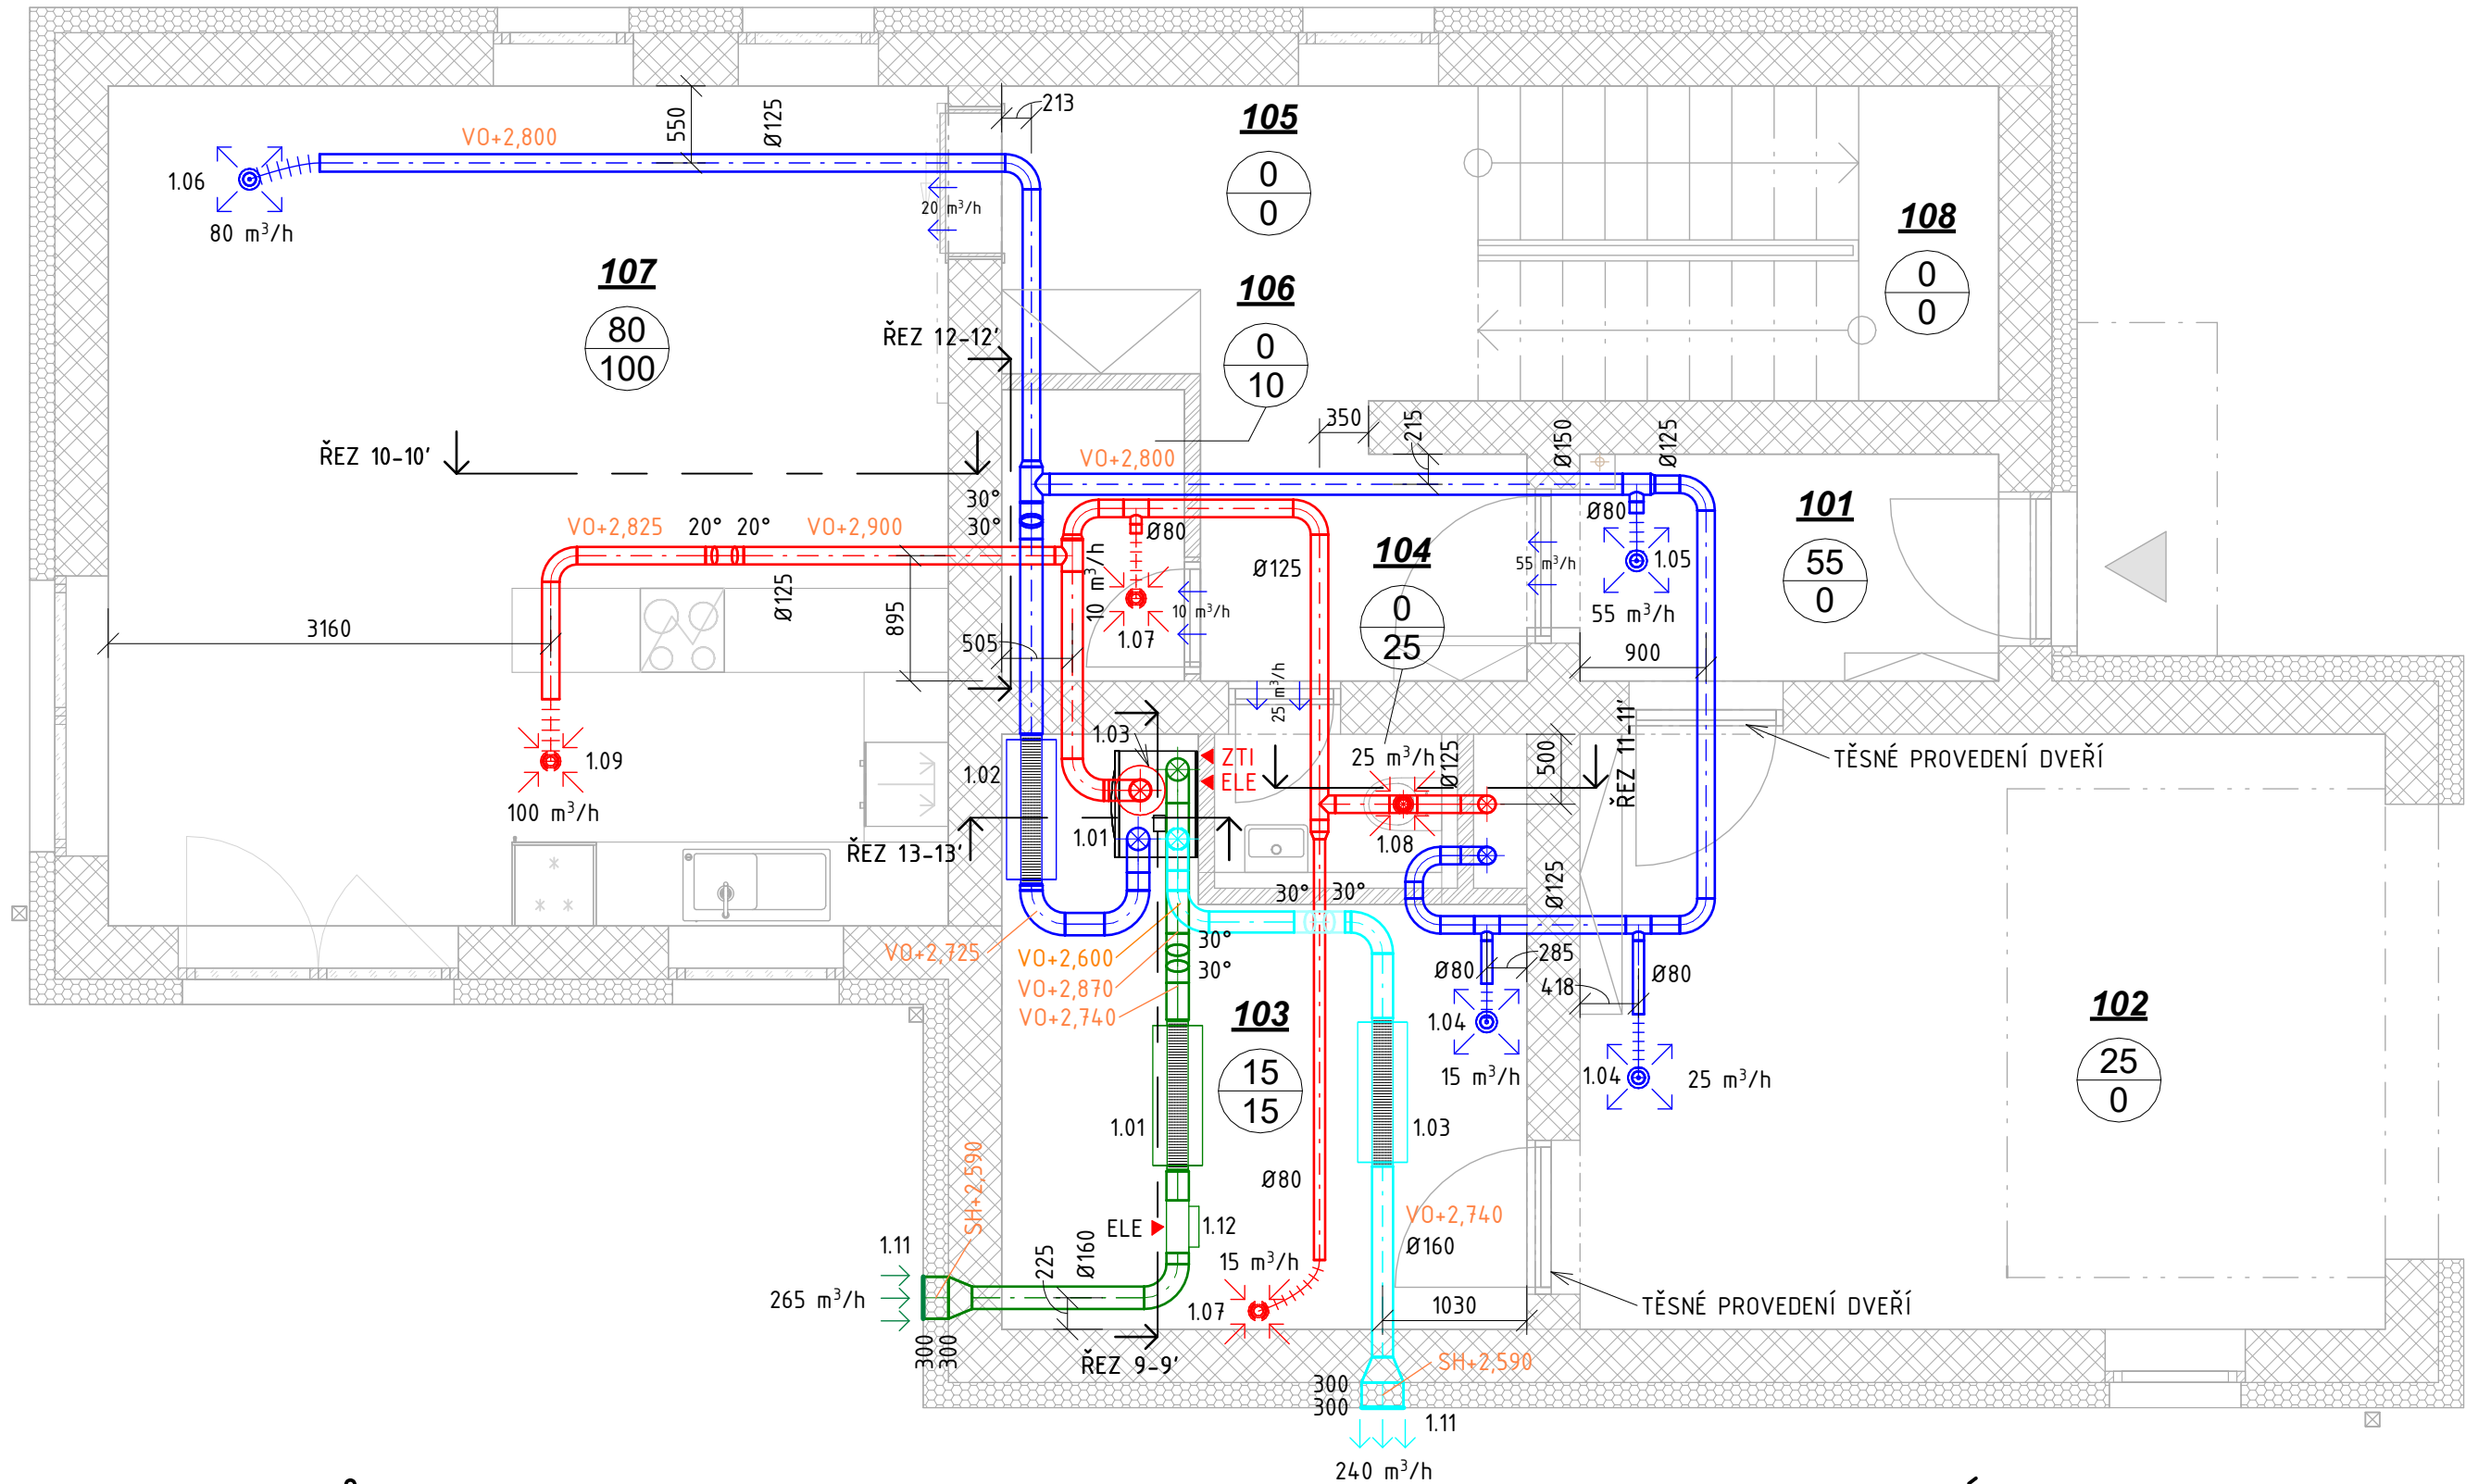 213
105
0
0
550
Ø125
VO+2,800
1.06
80 m³/h
20 m³/h
108
0
0
107
80
100
106
0
10
ŘEZ 12-12'
ŘEZ 10-10'
350
215
Ø150
Ø125
VO+2,800
30°
30°
VO+2,825
20°
20°
VO+2,900
Ø80
10 m³/h
Ø125
104
0
25
55 m³/h
Ø80
1.05
55 m³/h
101
55
0
3160
Ø125
895
505
1.07
10 m³/h
900
25 m³/h
1.03
ZTI
ELE
25 m³/h
Ø125
500
ŘEZ 11-11'
TĚSNÉ PROVEDENÍ DVEŘÍ
1.09
100 m³/h
1.02
1.01
1.08
ŘEZ 13-13'
30°
30°
Ø125
VO+2,725
VO+2,600
30°
VO+2,870
30°
VO+2,740
Ø80
285
418
Ø80
103
15
15
1.04
15 m³/h
1.04
25 m³/h
102
25
0
1.01
1.03
Ø80
SH+2,590
ELE
1.12
VO+2,740
Ø160
1.11
265 m³/h
225
Ø160
15 m³/h
1.07
1030
TĚSNÉ PROVEDENÍ DVEŘÍ
300
300
ŘEZ 9-9'
SH+2,590
300
300
1.11
240 m³/h